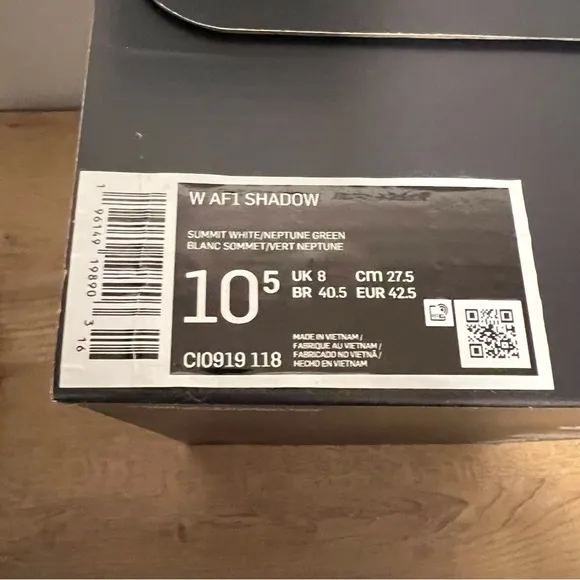 W AF1 SHADOW
SUMMIT WHITE/NEPTUNE GREEN
BLANC SOMMET/VERT NEPTUNE
10⁵
UK 8 CM 27.5
BR 40.5 EUR 42.5
CI0919 118
MADE IN VIETNAM /
FABRIQUE AU VIETNAM /
FABRICADO NO VIETNÃ /
HECHO EN VIETNAM
1 96149 19890 3 16